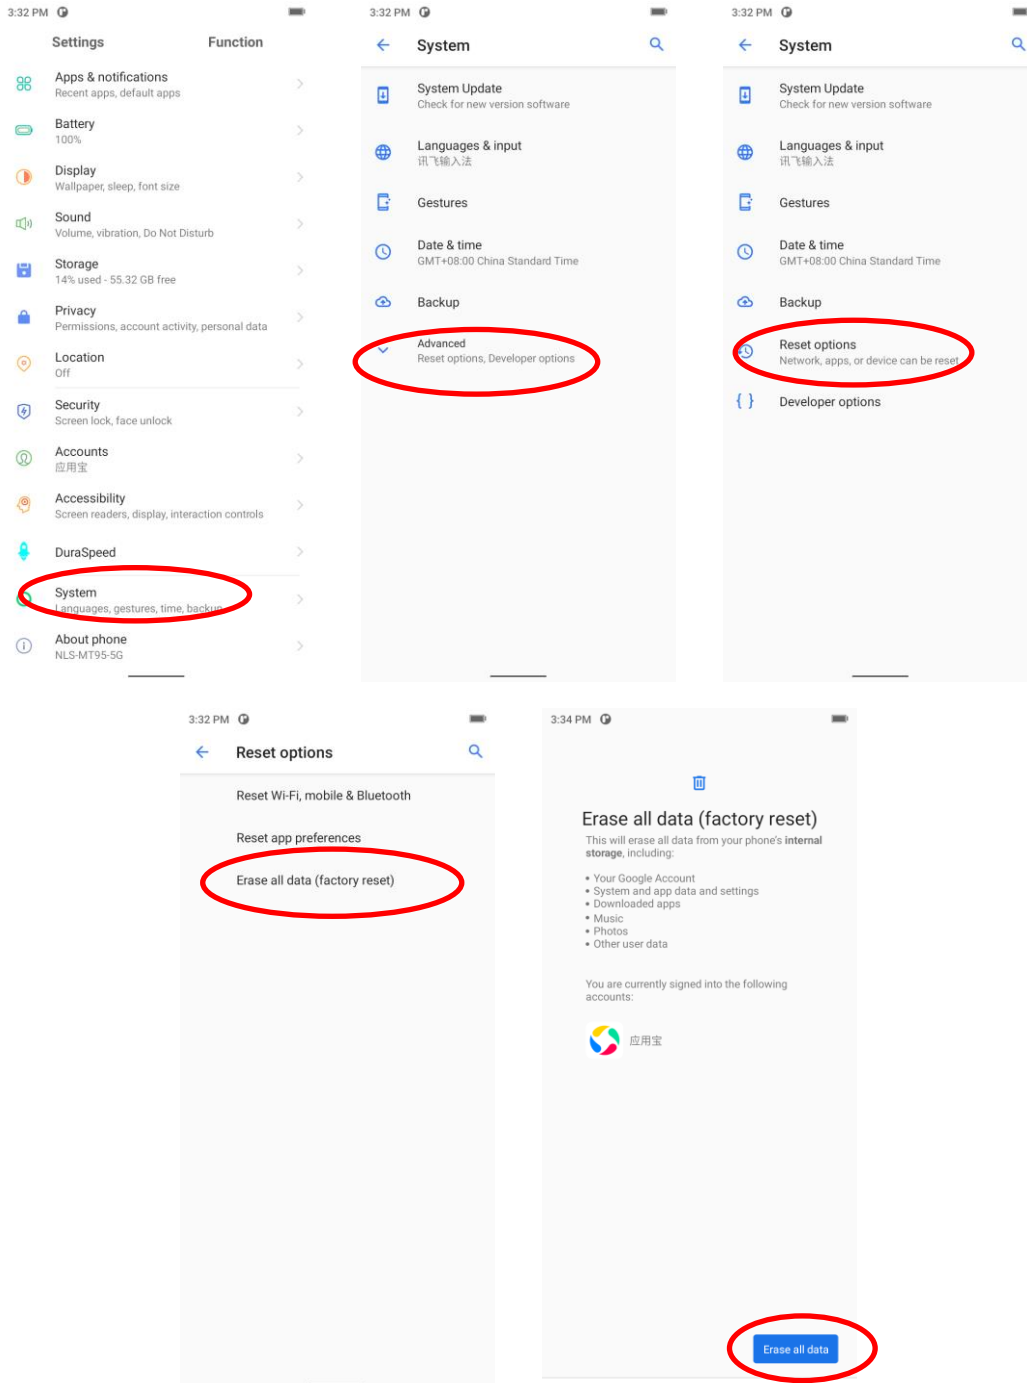 3:32 PM
Settings
Function
Apps & notifications
Recent apps, default apps
Battery
100%
Display
Wallpaper, sleep, font size
Sound
Volume, vibration, Do Not Disturb
Storage
14% used - 55.32 GB free
Privacy
Permissions, account activity, personal data
Location
Off
Security
Screen lock, face unlock
Accounts
应用宝
Accessibility
Screen readers, display, interaction controls
DuraSpeed
System
Languages, gestures, time, backup
About phone
NLS-MT95-5G
3:32 PM
System
System Update
Check for new version software
Languages & input
讯飞输入法
Gestures
Date & time
GMT+08:00 China Standard Time
Backup
Advanced
Reset options, Developer options
3:32 PM
System
System Update
Check for new version software
Languages & input
讯飞输入法
Gestures
Date & time
GMT+08:00 China Standard Time
Backup
Reset options
Network, apps, or device can be reset
Developer options
3:32 PM
Reset options
Reset Wi-Fi, mobile & Bluetooth
Reset app preferences
Erase all data (factory reset)
3:34 PM
Erase all data (factory reset)
This will erase all data from your phone's internal
storage, including:
• Your Google Account
• System and app data and settings
• Downloaded apps
• Music
• Photos
• Other user data
You are currently signed into the following
accounts:
应用宝
Erase all data